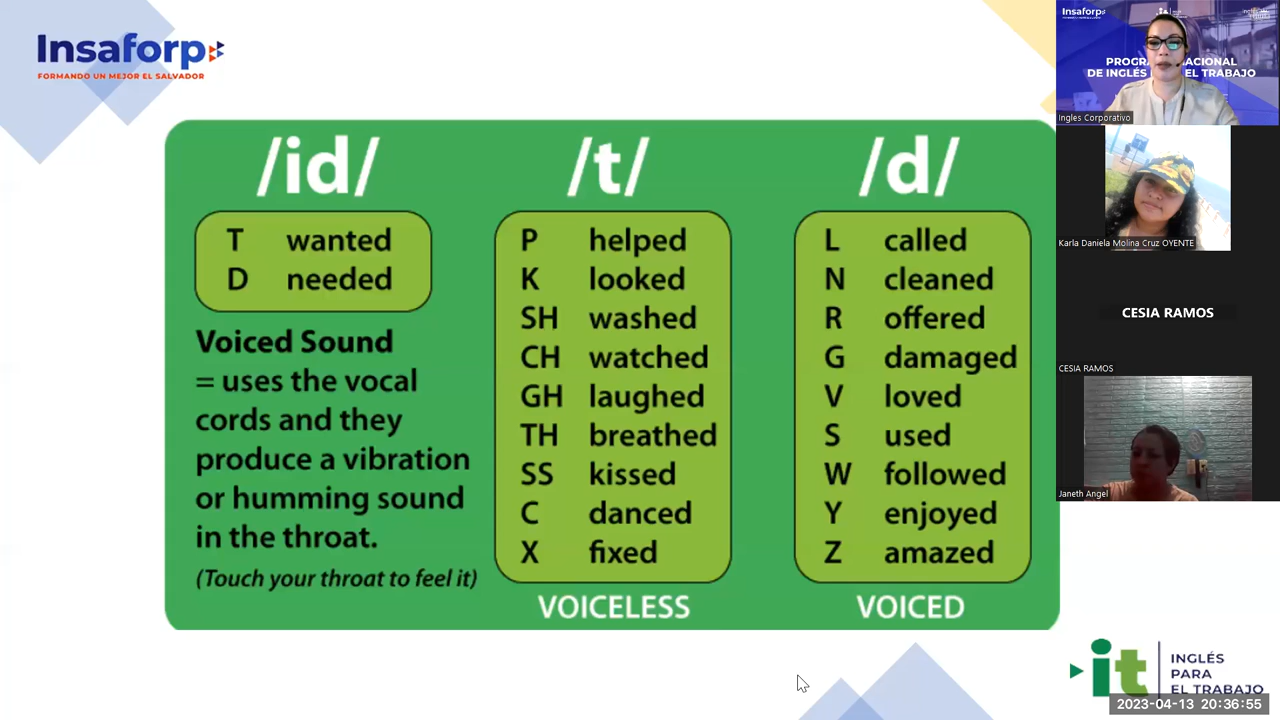 Insaforp
FORMANDO UN MEJOR EL SALVADOR
/id/
T wanted
D needed
Voiced Sound
= uses the vocal
cords and they
produce a vibration
or humming sound
in the throat.
(Touch your throat to feel it)
/t/
P helped
K looked
SH washed
CH watched
GH laughed
TH breathed
SS kissed
C danced
X fixed
VOICELESS
/d/
L called
N cleaned
R offered
G damaged
V loved
S used
W followed
Y enjoyed
Z amazed
VOICED
Insaforp
ACIONAL
DE INGLÉS EL TRABAJO
Ingles Corporativo
Karla Daniela Molina Cruz OYENTE
CESIA RAMOS
CESIA RAMOS
Janeth Angel
it
INGLÉS
PARA
EL TRABAJO
2023-04-13 20:36:55